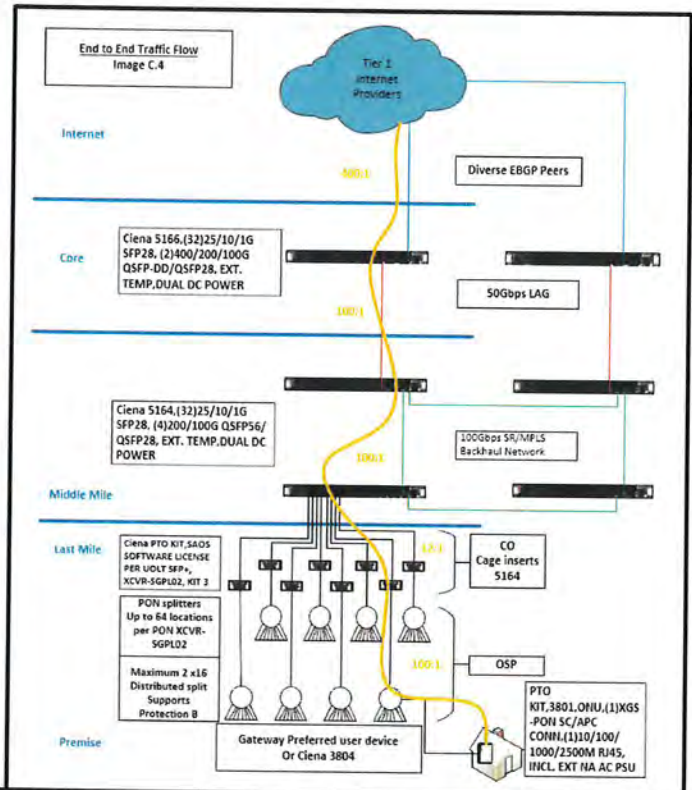 End to End Traffic Flow
Image C.4
Tier 1
Internet
Providers
Internet
Diverse EBGP Peers
Core
Ciena 5166,(32)25/10/1G
SFP28, (2)400/200/100G
QSFP-DD/QSFP28, EXT.
TEMP,DUAL DC POWER
50Gbps LAG
100:1
Ciena 5164,(32)25/10/1G
SFP28, (4)200/100G QSFP56/
QSFP28, EXT. TEMP,DUAL DC
POWER
100Gbps SR/MPLS
Backhaul Network
100:1
Middle Mile
Last Mile
Ciena PTO KIT,SAOS
SOFTWARE LICENSE
PER UOLT SFP+,
XCVR-SGPL02, KIT 3
CO
Cage inserts
5164
PON splitters
Up to 64 locations
per PON XCVR-
SGPL02
100:1
OSP
Maximum 2 x16
Distributed split
Supports
Protection B
PTO
KIT,3801,ONU,(1)XGS
-PON SC/APC
CONN.(1)10/100/
1000/2500M RJ45,
INCL. EXT NA AC PSU
Premise
Gateway Preferred user device
Or Ciena 3804